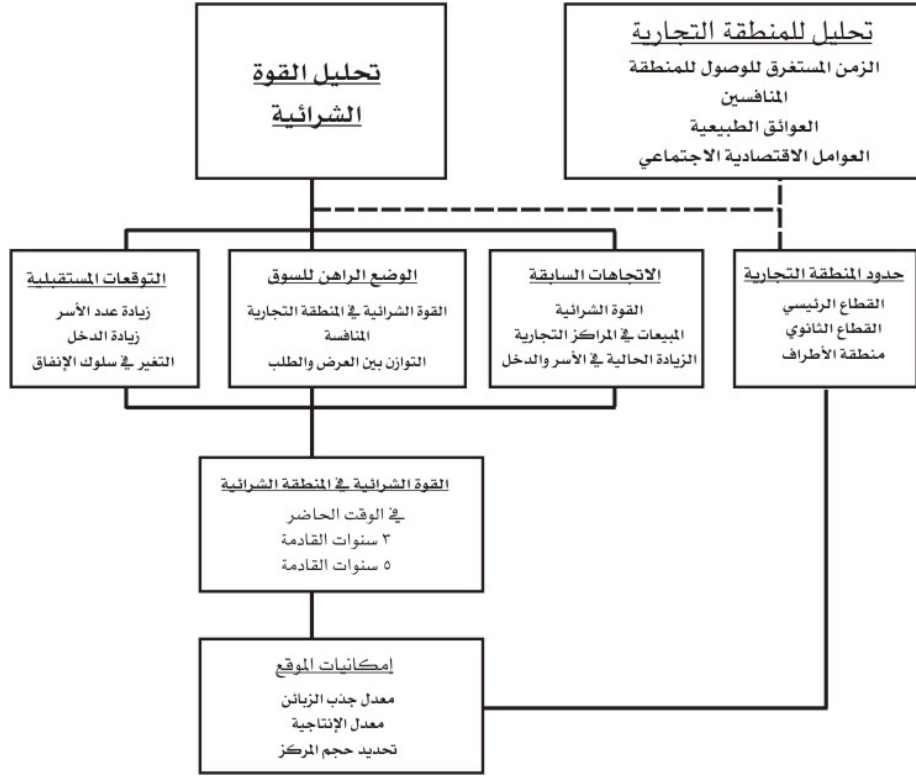 تحليل للمنطقة التجارية
الزمن المستغرق للوصول للمنطقة
المنافسين
العوائق الطبيعية
العوامل الاقتصادية الاجتماعي
تحليل القوة
الشرائية
حدود المنطقة التجارية
القطاع الرئيسي
القطاع الثانوي
منطقة الأطراف
الاتجاهات السابقة
القوة الشرائية
المبيعات في المراكز التجارية
الزيادة الحالية في الأسر والدخل
الوضع الراهن للسوق
القوة الشرائية في المنطقة التجارية
المنافسة
التوازن بين العرض والطلب
التوقعات المستقبلية
زيادة عدد الأسر
زيادة الدخل
التغير في سلوك الإنفاق
القوة الشرائية في المنطقة الشرائية
في الوقت الحاضر
٣ سنوات القادمة
٥ سنوات القادمة
إمكانيات الموقع
معدل جذب الزبائن
معدل الإنتاجية
تحديد حجم المركز